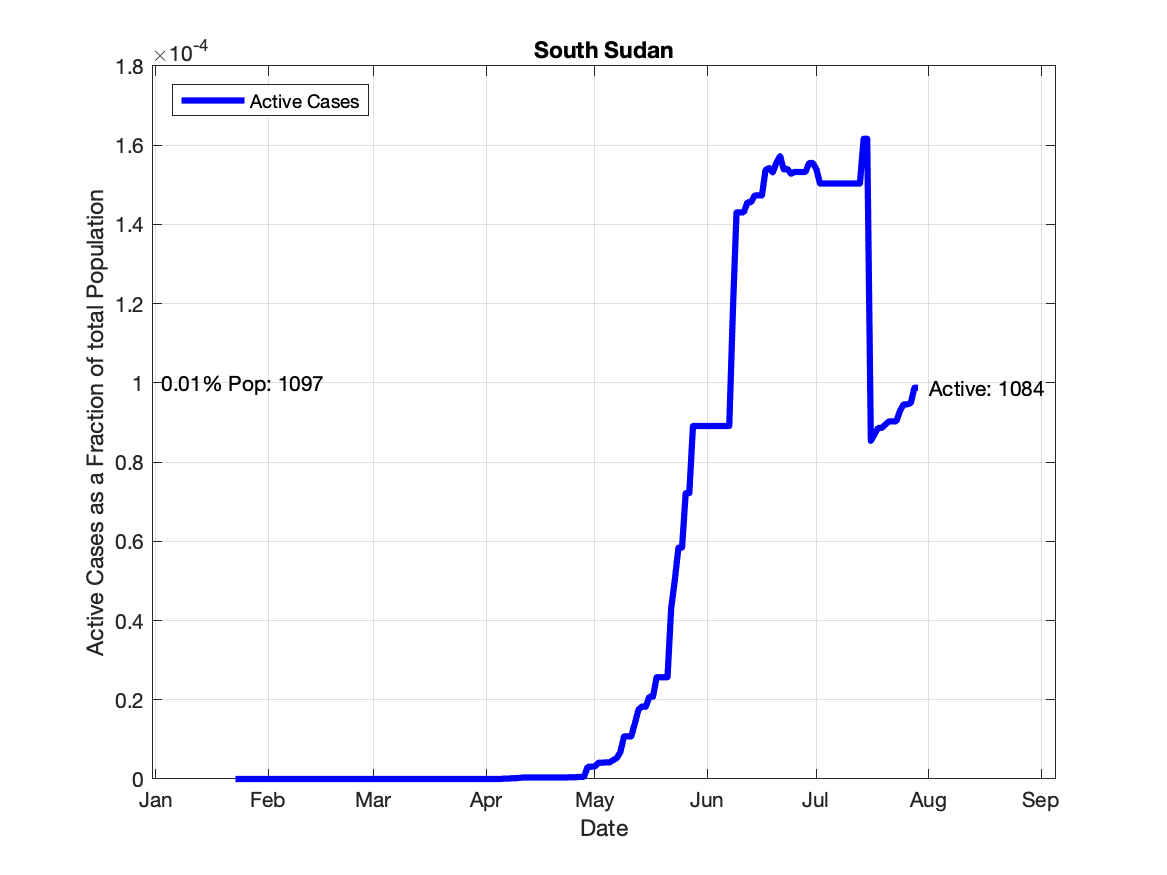 South Sudan
×10-4
Active Cases
1.8
1.6
1.4
1.2
1
0.8
0.6
0.4
0.2
0
0.01% Pop: 1097
Active: 1084
Jan Feb Mar Apr May Jun Jul Aug Sep
Date
Active Cases as a Fraction of total Population